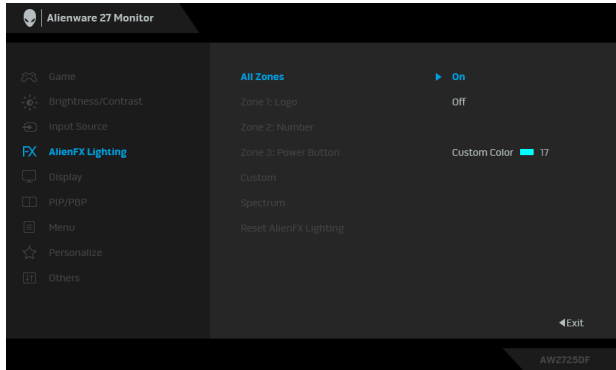 Alienware 27 Monitor
Game
Brightness/Contrast
Input Source
FX AlienFX Lighting
Display
PIP/PBP
Menu
Personalize
Others
All Zones
Zone 1: Logo
Zone 2: Number
Zone 3: Power Button
Custom
Spectrum
Reset AlienFX Lighting
On
Off
Custom Color 17
Exit
AW2725DF